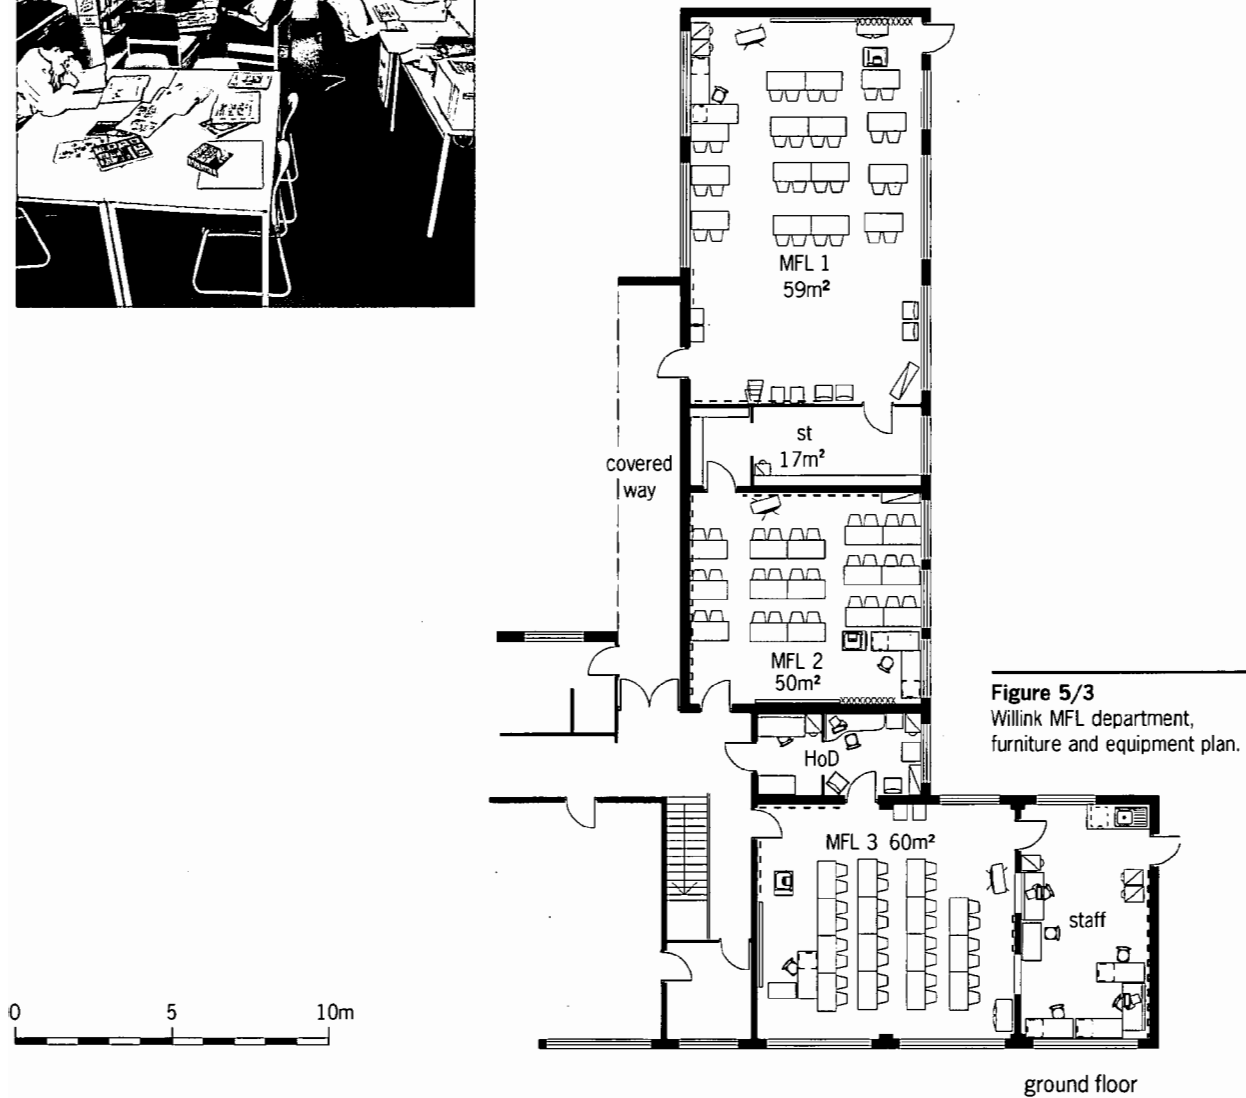 MFL 1
59m²
st
17m²
covered
way
MFL 2
50m²
Figure 5/3
Willink MFL department,
furniture and equipment plan.
HoD
MFL 3 60m²
staff
0 5 10m
ground floor